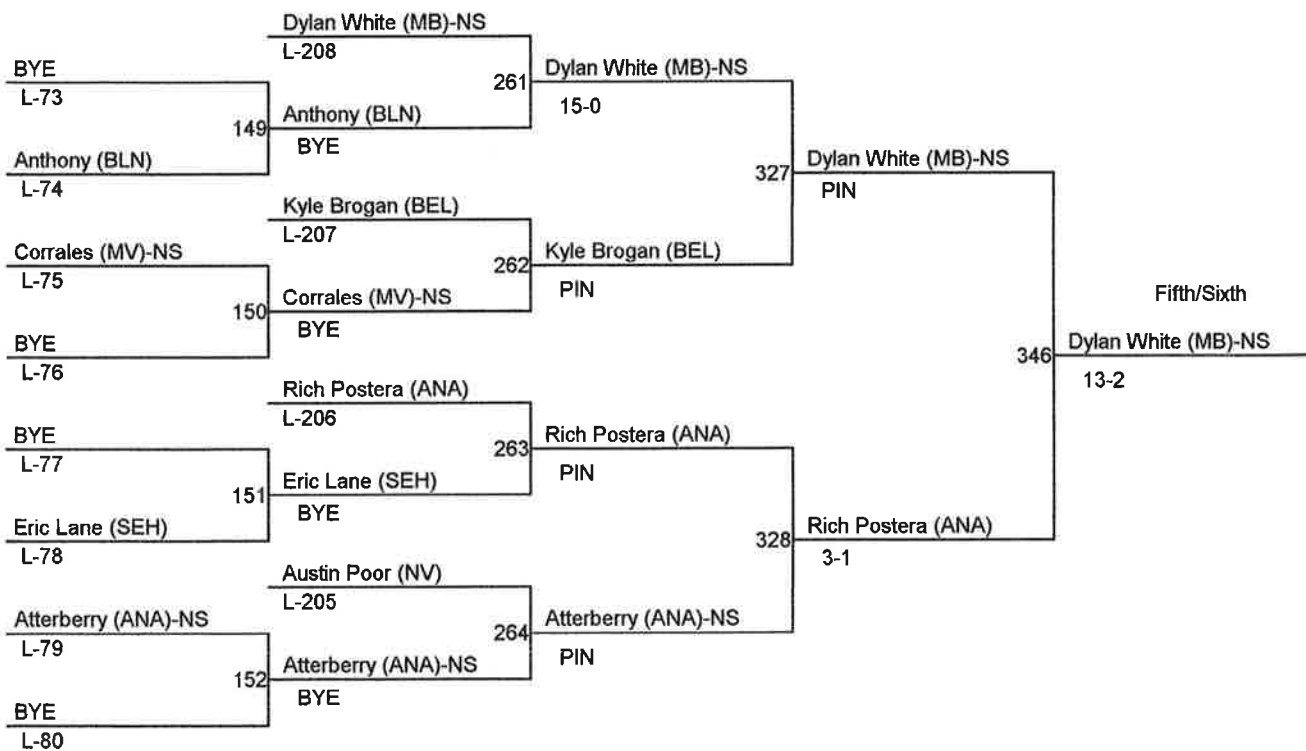 Dylan White (MB)-NS
L-208
BYE
L-73
261
Dylan White (MB)-NS
15-0
149
Anthony (BLN)
BYE
Anthony (BLN)
L-74
327
Dylan White (MB)-NS
PIN
Kyle Brogan (BEL)
L-207
Corrales (MV)-NS
L-75
262
Kyle Brogan (BEL)
PIN
150
Corrales (MV)-NS
BYE
BYE
L-76
Fifth/Sixth
346
Dylan White (MB)-NS
13-2
Rich Postera (ANA)
L-206
BYE
L-77
263
Rich Postera (ANA)
PIN
151
Eric Lane (SEH)
BYE
Eric Lane (SEH)
L-78
328
Rich Postera (ANA)
3-1
Austin Poor (NV)
L-205
Atterberry (ANA)-NS
L-79
264
Atterberry (ANA)-NS
PIN
152
Atterberry (ANA)-NS
BYE
BYE
L-80